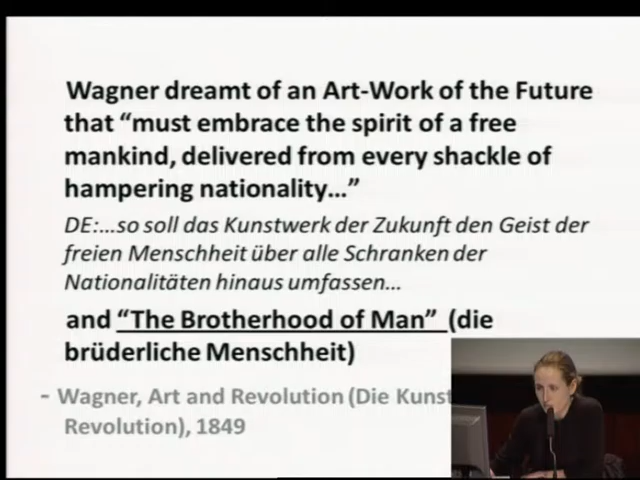 Wagner dreamt of an Art-Work of the Future
that “must embrace the spirit of a free
mankind, delivered from every shackle of
hampering nationality…”
DE:…so soll das Kunstwerk der Zukunft den Geist der
freien Menschheit über alle Schranken der
Nationalitäten hinaus umfassen…
and “The Brotherhood of Man” (die
brüderliche Menschheit)
- Wagner, Art and Revolution (Die Kunst
Revolution), 1849